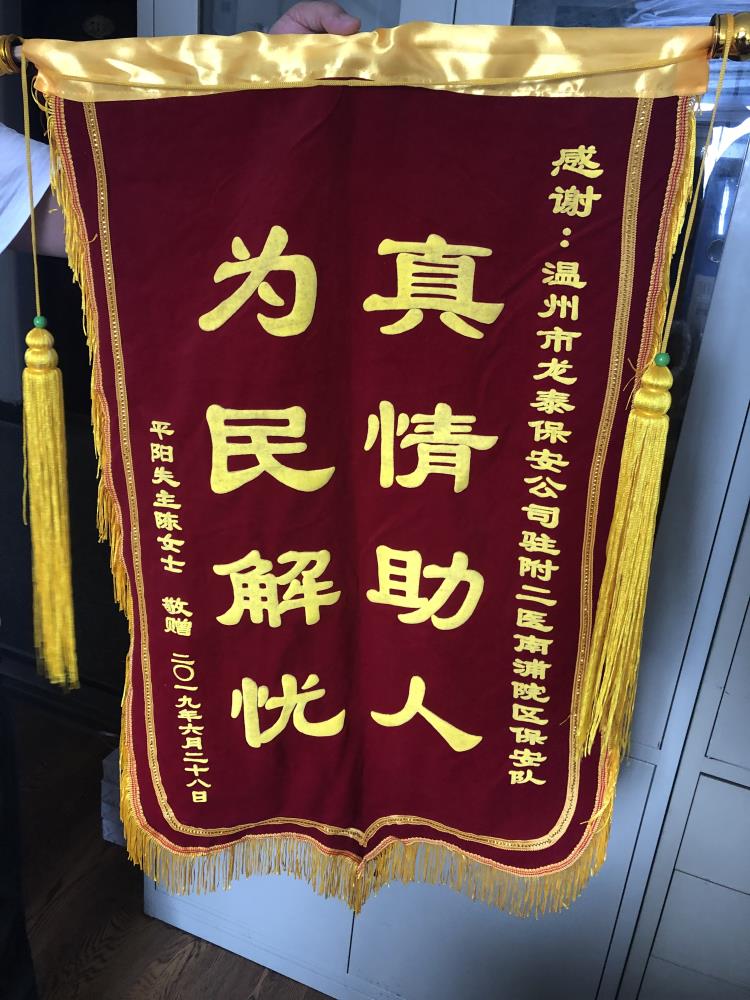 感谢：温州市龙泰保安公司驻附二医南浦院区保安队
真情助人
为民解忧
平阳失主陈女士 敬赠 二〇一九年六月二十八日